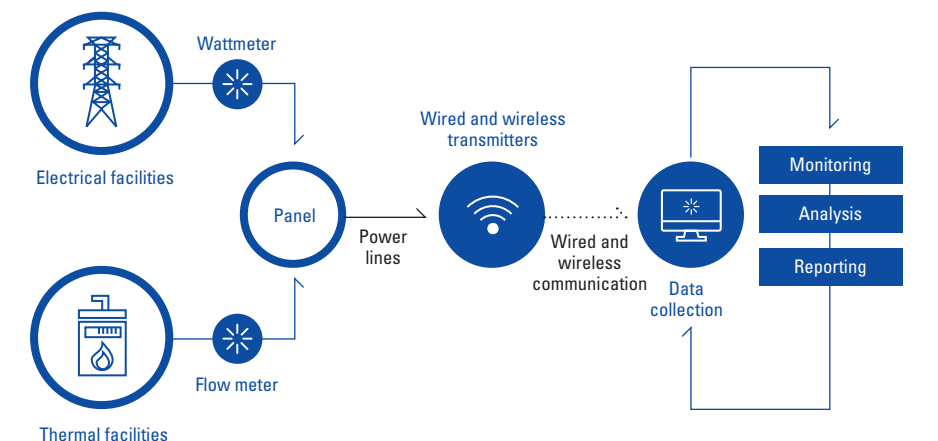 Wattmeter
Electrical facilities
Wired and wireless
transmitters
Panel
Power
lines
Wired and
wireless
communication
Data
collection
Monitoring
Analysis
Reporting
Flow meter
Thermal facilities